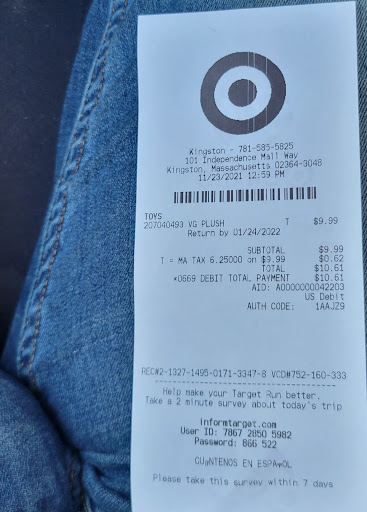 Kingston - 781-585-5825
101 Independence Mall Way
Kingston, Massachusetts 02364-3048
11/23/2021 12:59 PM
TOYS
207040493 VG PLUSH T $9.99
Return by 01/24/2022
SUBTOTAL $9.99
T = MA TAX 6.25000 on $9.99 $0.62
TOTAL $10.61
*0669 DEBIT TOTAL PAYMENT $10.61
AID: A0000000042203
US Debit
AUTH CODE: 1AAJZ9
REC#2-1327-1495-0171-3347-8 VCD#752-160-333
Help make your Target Run better.
Take a 2 minute survey about today's trip
informtarget.com
User ID: 7867 2850 5982
Password: 866 522
CUéNTENOS EN ESPAñOL
Please take this survey within 7 days